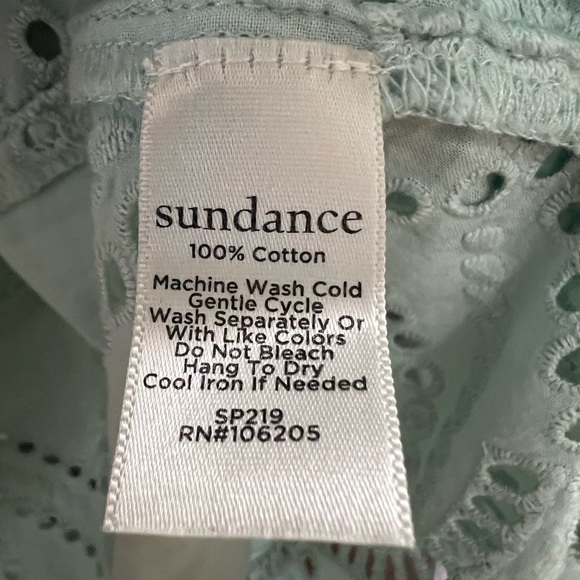 sundance
100% Cotton
Machine Wash Cold
Gentle Cycle
Wash Separately Or
With Like Colors
Do Not Bleach
Hang To Dry
Cool Iron If Needed
SP219
RN#106205